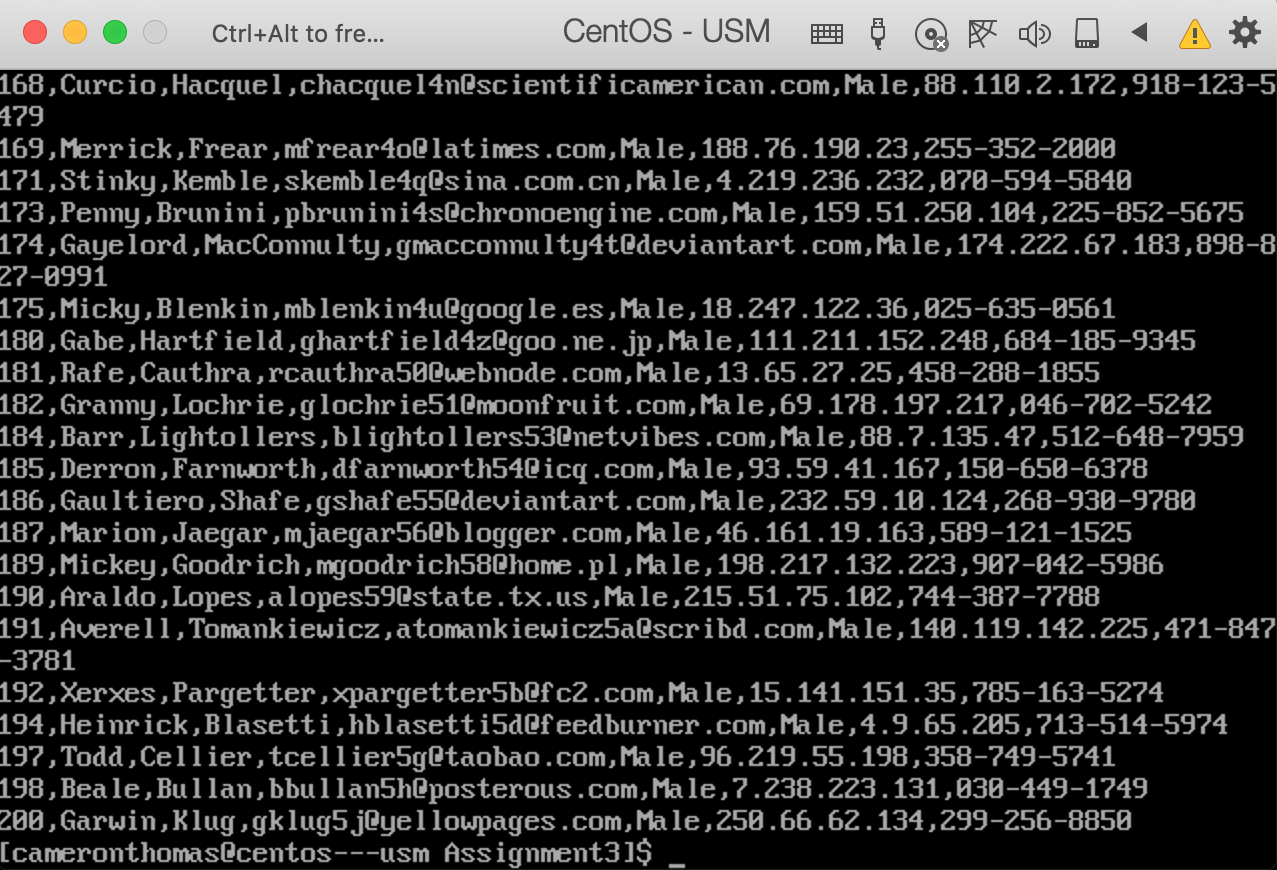 Ctrl+Alt to fre... CentOS - USM
168,Curcio,Hacquel,chacquel4n@scientificamerican.com,Male,88.110.2.172,918-123-5
479
169,Merrick,Frear,mfrear4o@latimes.com,Male,188.76.190.23,255-352-2000
171,Stinky,Kemble,skemble4q@sina.com.cn,Male,4.219.236.232,070-594-5840
173,Penny,Brunini,pbrunini4s@chronoengine.com,Male,159.51.250.104,225-852-5675
174,Gayelord,MacConnulty,gmacconnulty4t@deviantart.com,Male,174.222.67.183,898-8
27-0991
175,Micky,Blenkin,mblenkin4u@google.es,Male,18.247.122.36,025-635-0561
180,Gabe,Hartfield,ghartfield4z@goo.ne.jp,Male,111.211.152.248,684-185-9345
181,Rafe,Cauthra,rcauthra50@webnode.com,Male,13.65.27.25,458-288-1855
182,Granny,Lochrie,glochrie51@moonfruit.com,Male,69.178.197.217,046-702-5242
184,Barr,Lightollers,blightollers53@netvibes.com,Male,88.7.135.47,512-648-7959
185,Derron,Farnworth,dfarnworth54@icq.com,Male,93.59.41.167,150-650-6378
186,Gaultiero,Shafe,gshafe55@deviantart.com,Male,232.59.10.124,268-930-9780
187,Marion,Jaegar,mjaegar56@blogger.com,Male,46.161.19.163,589-121-1525
189,Mickey,Goodrich,mgoodrich58@home.pl,Male,198.217.132.223,907-042-5986
190,Araldo,Lopes,alopes59@state.tx.us,Male,215.51.75.102,744-387-7788
191,Averell,Tomankiewicz,atomankiewicz5a@scribd.com,Male,140.119.142.225,471-847
-3781
192,Xerxes,Pargetter,xpargetter5b@fc2.com,Male,15.141.151.35,785-163-5274
194,Heinrick,Blasetti,hblasetti5d@feedburner.com,Male,4.9.65.205,713-514-5974
197,Todd,Cellier,tcellier5g@taobao.com,Male,96.219.55.198,358-749-5741
198,Beale,Bullan,bbullan5h@posterous.com,Male,7.238.223.131,030-449-1749
200,Garwin,Klug,gklug5j@yellowpages.com,Male,250.66.62.134,299-256-8850
[cameronthomas@centos---usm Assignment3]$ _